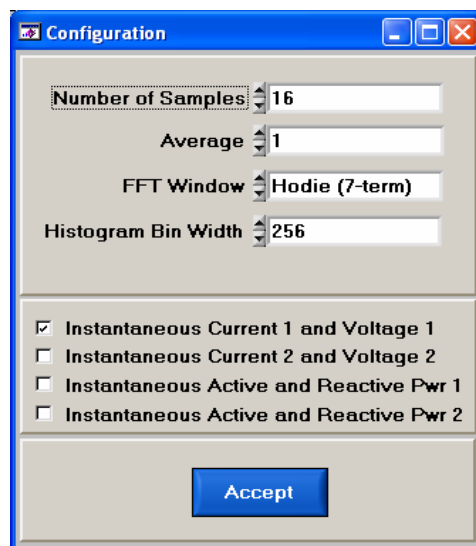 Configuration
Number of Samples 16
Average 1
FFT Window Hodie (7-term)
Histogram Bin Width 256
Instantaneous Current 1 and Voltage 1
Instantaneous Current 2 and Voltage 2
Instantaneous Active and Reactive Pwr 1
Instantaneous Active and Reactive Pwr 2
Accept